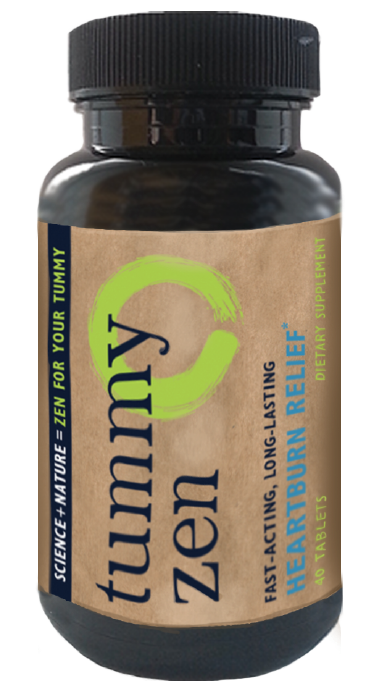 SCIENCE+NATURE = ZEN FOR YOUR TUMMY
tummy
zen
FAST-ACTING, LONG-LASTING
HEARTBURN RELIEF*
40 TABLETS DIETARY SUPPLEMENT